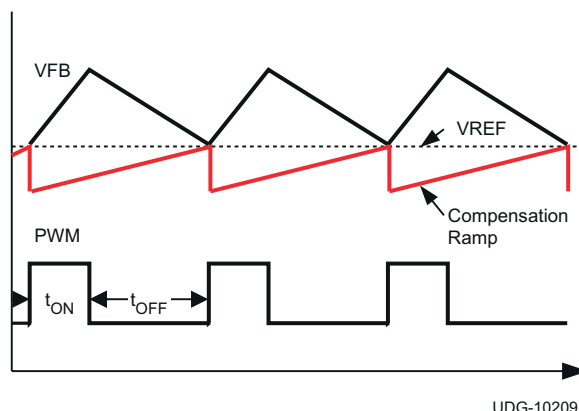 VFB
VREF
Compensation
Ramp
PWM
tON
tOFF
UDG-10209